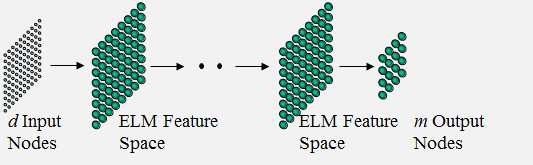 d Input
Nodes
ELM Feature
Space
ELM Feature
Space
m Output
Nodes